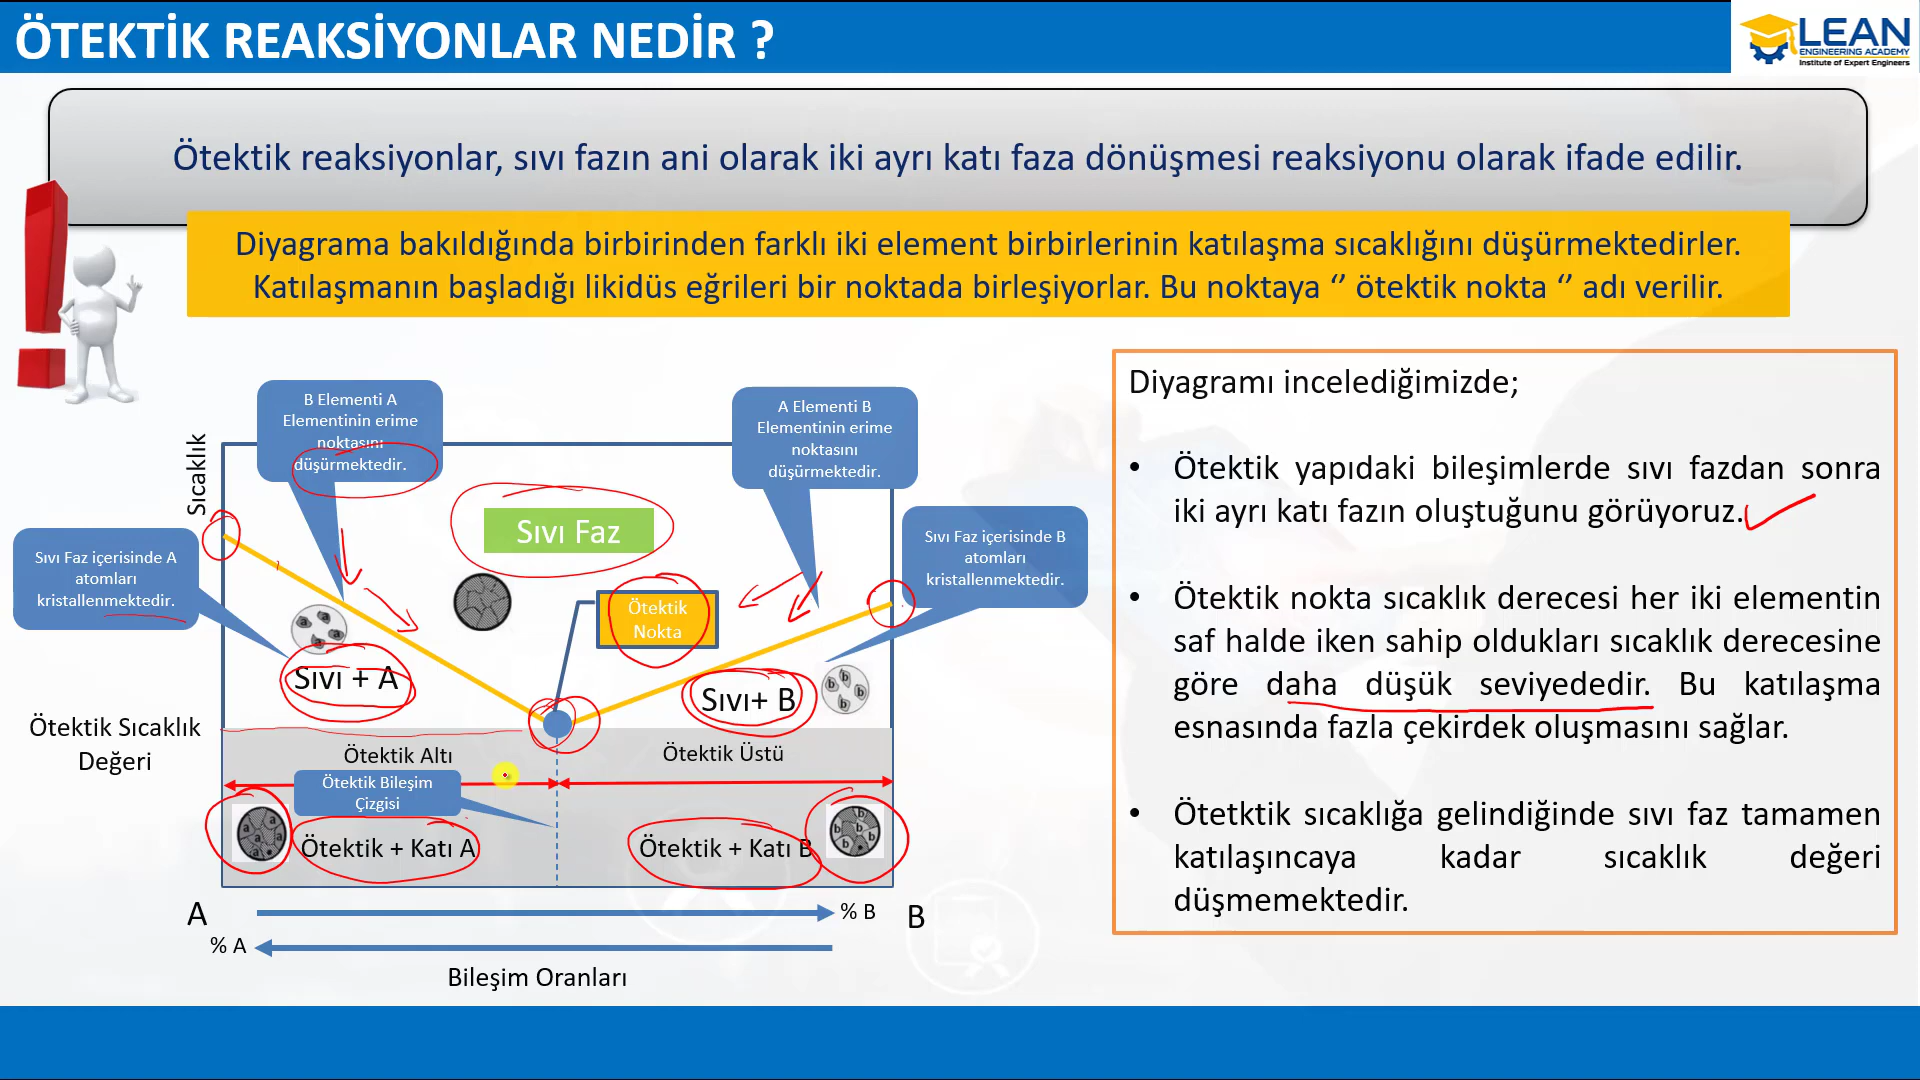 ÖTEKTİK REAKSİYONLAR NEDİR ?
LEAN
ENGINEERING ACADEMY
Institute of Expert Engineers
Ötektik reaksiyonlar, sıvı fazın ani olarak iki ayrı katı faza dönüşmesi reaksiyonu olarak ifade edilir.
Diyagrama bakıldığında birbirinden farklı iki element birbirlerinin katılaşma sıcaklığını düşürmektedirler.
Katılaşmanın başladığı likidüs eğrileri bir noktada birleşiyorlar. Bu noktaya ‘’ ötektik nokta ‘’ adı verilir.
B Elementi A
Elementinin erime
noktasını
düşürmektedir.
A Elementi B
Elementinin erime
noktasını
düşürmektedir.
Sıcaklık
Sıvı Faz
Sıvı Faz içerisinde A
atomları
kristallenmektedir.
Sıvı Faz içerisinde B
atomları
kristallenmektedir.
Ötektik
Nokta
a
a
a
a
Sıvı + A
Sıvı+ B
b
b
b
b
Ötektik Sıcaklık
Değeri
Ötektik Altı
Ötektik Üstü
Ötektik Bileşim
Çizgisi
a
a
a
a
a
Ötektik + Katı A
Ötektik + Katı B
b
b
b
b
A
% B
B
% A
Bileşim Oranları
Diyagramı incelediğimizde;
• Ötektik yapıdaki bileşimlerde sıvı fazdan sonra
iki ayrı katı fazın oluştuğunu görüyoruz.
• Ötektik nokta sıcaklık derecesi her iki elementin
saf halde iken sahip oldukları sıcaklık derecesine
göre daha düşük seviyededir. Bu katılaşma
esnasında fazla çekirdek oluşmasını sağlar.
• Ötetktik sıcaklığa gelindiğinde sıvı faz tamamen
katılaşıncaya kadar sıcaklık değeri
düşmemektedir.